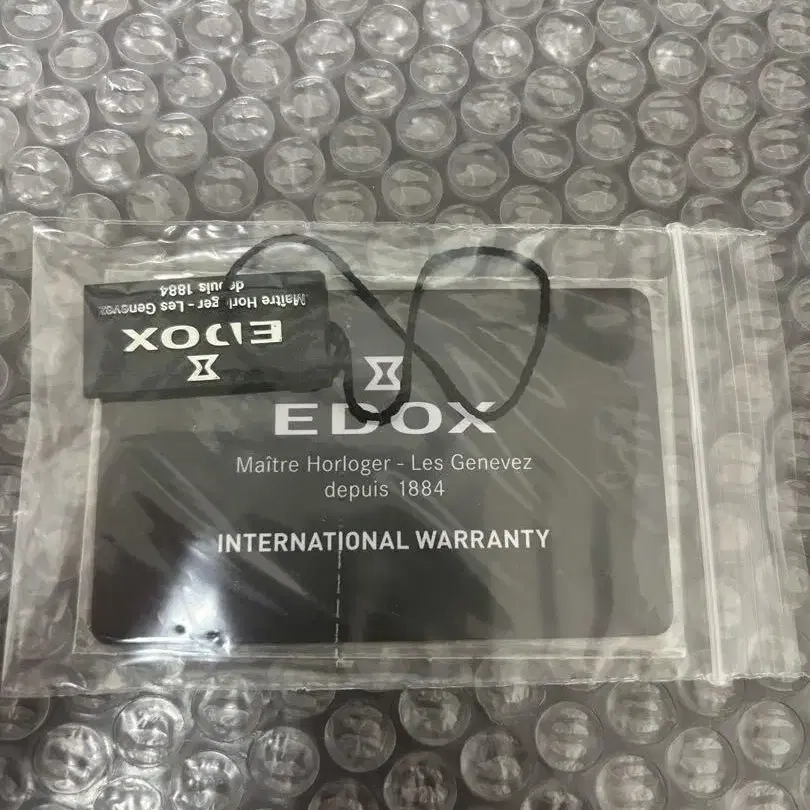 EDOX
Maître Horloger - Les Genevez
depuis 1884
INTERNATIONAL WARRANTY
EDOX
Maître Horloger - Les Genevez
depuis 1884